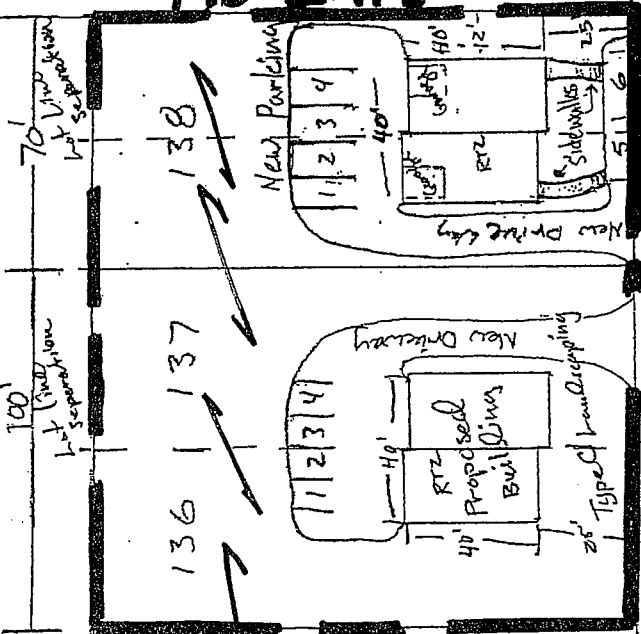 70'
Lot Line
Separation
100'
Lot Line
Separation
138
137
136
New Parking
1 2 3 4
40'
40'
12'
25'
RTZ
Sidewalks
5 1 6 1
New Driveway
New Driveway
1 2 3 4
40'
RTZ
Proposed
Building
40'
25'
Type C Landscaping